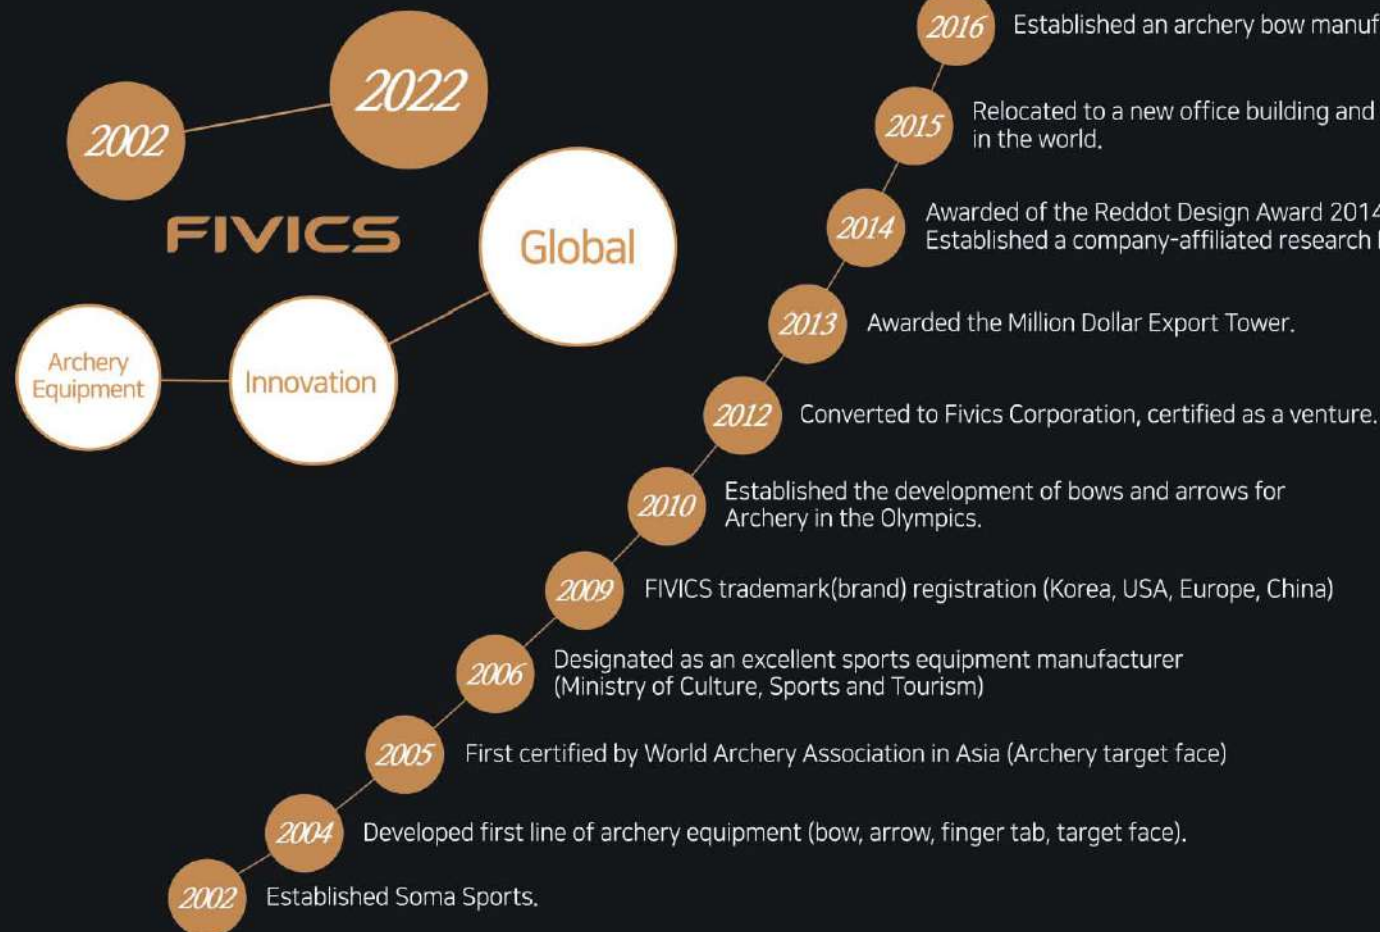 2002
2022
FIVICS
Global
Archery
Equipment
Innovation
2016
Established an archery bow
2015
Relocated to a new office building and
in the world.
2014
Awarded of the Reddot Design Award 2014
Established a company-affiliated research
2013
Awarded the Million Dollar Export Tower.
2012
Converted to Fivics Corporation, certified as a venture.
2010
Established the development of bows and arrows for
Archery in the Olympics.
2009
FIVICS trademark(brand) registration (Korea, USA, Europe, China)
2006
Designated as an excellent sports equipment manufacturer
(Ministry of Culture, Sports and Tourism)
2005
First certified by World Archery Association in Asia (Archery target face)
2004
Developed first line of archery equipment (bow, arrow, finger tab, target face).
2002
Established Soma Sports.